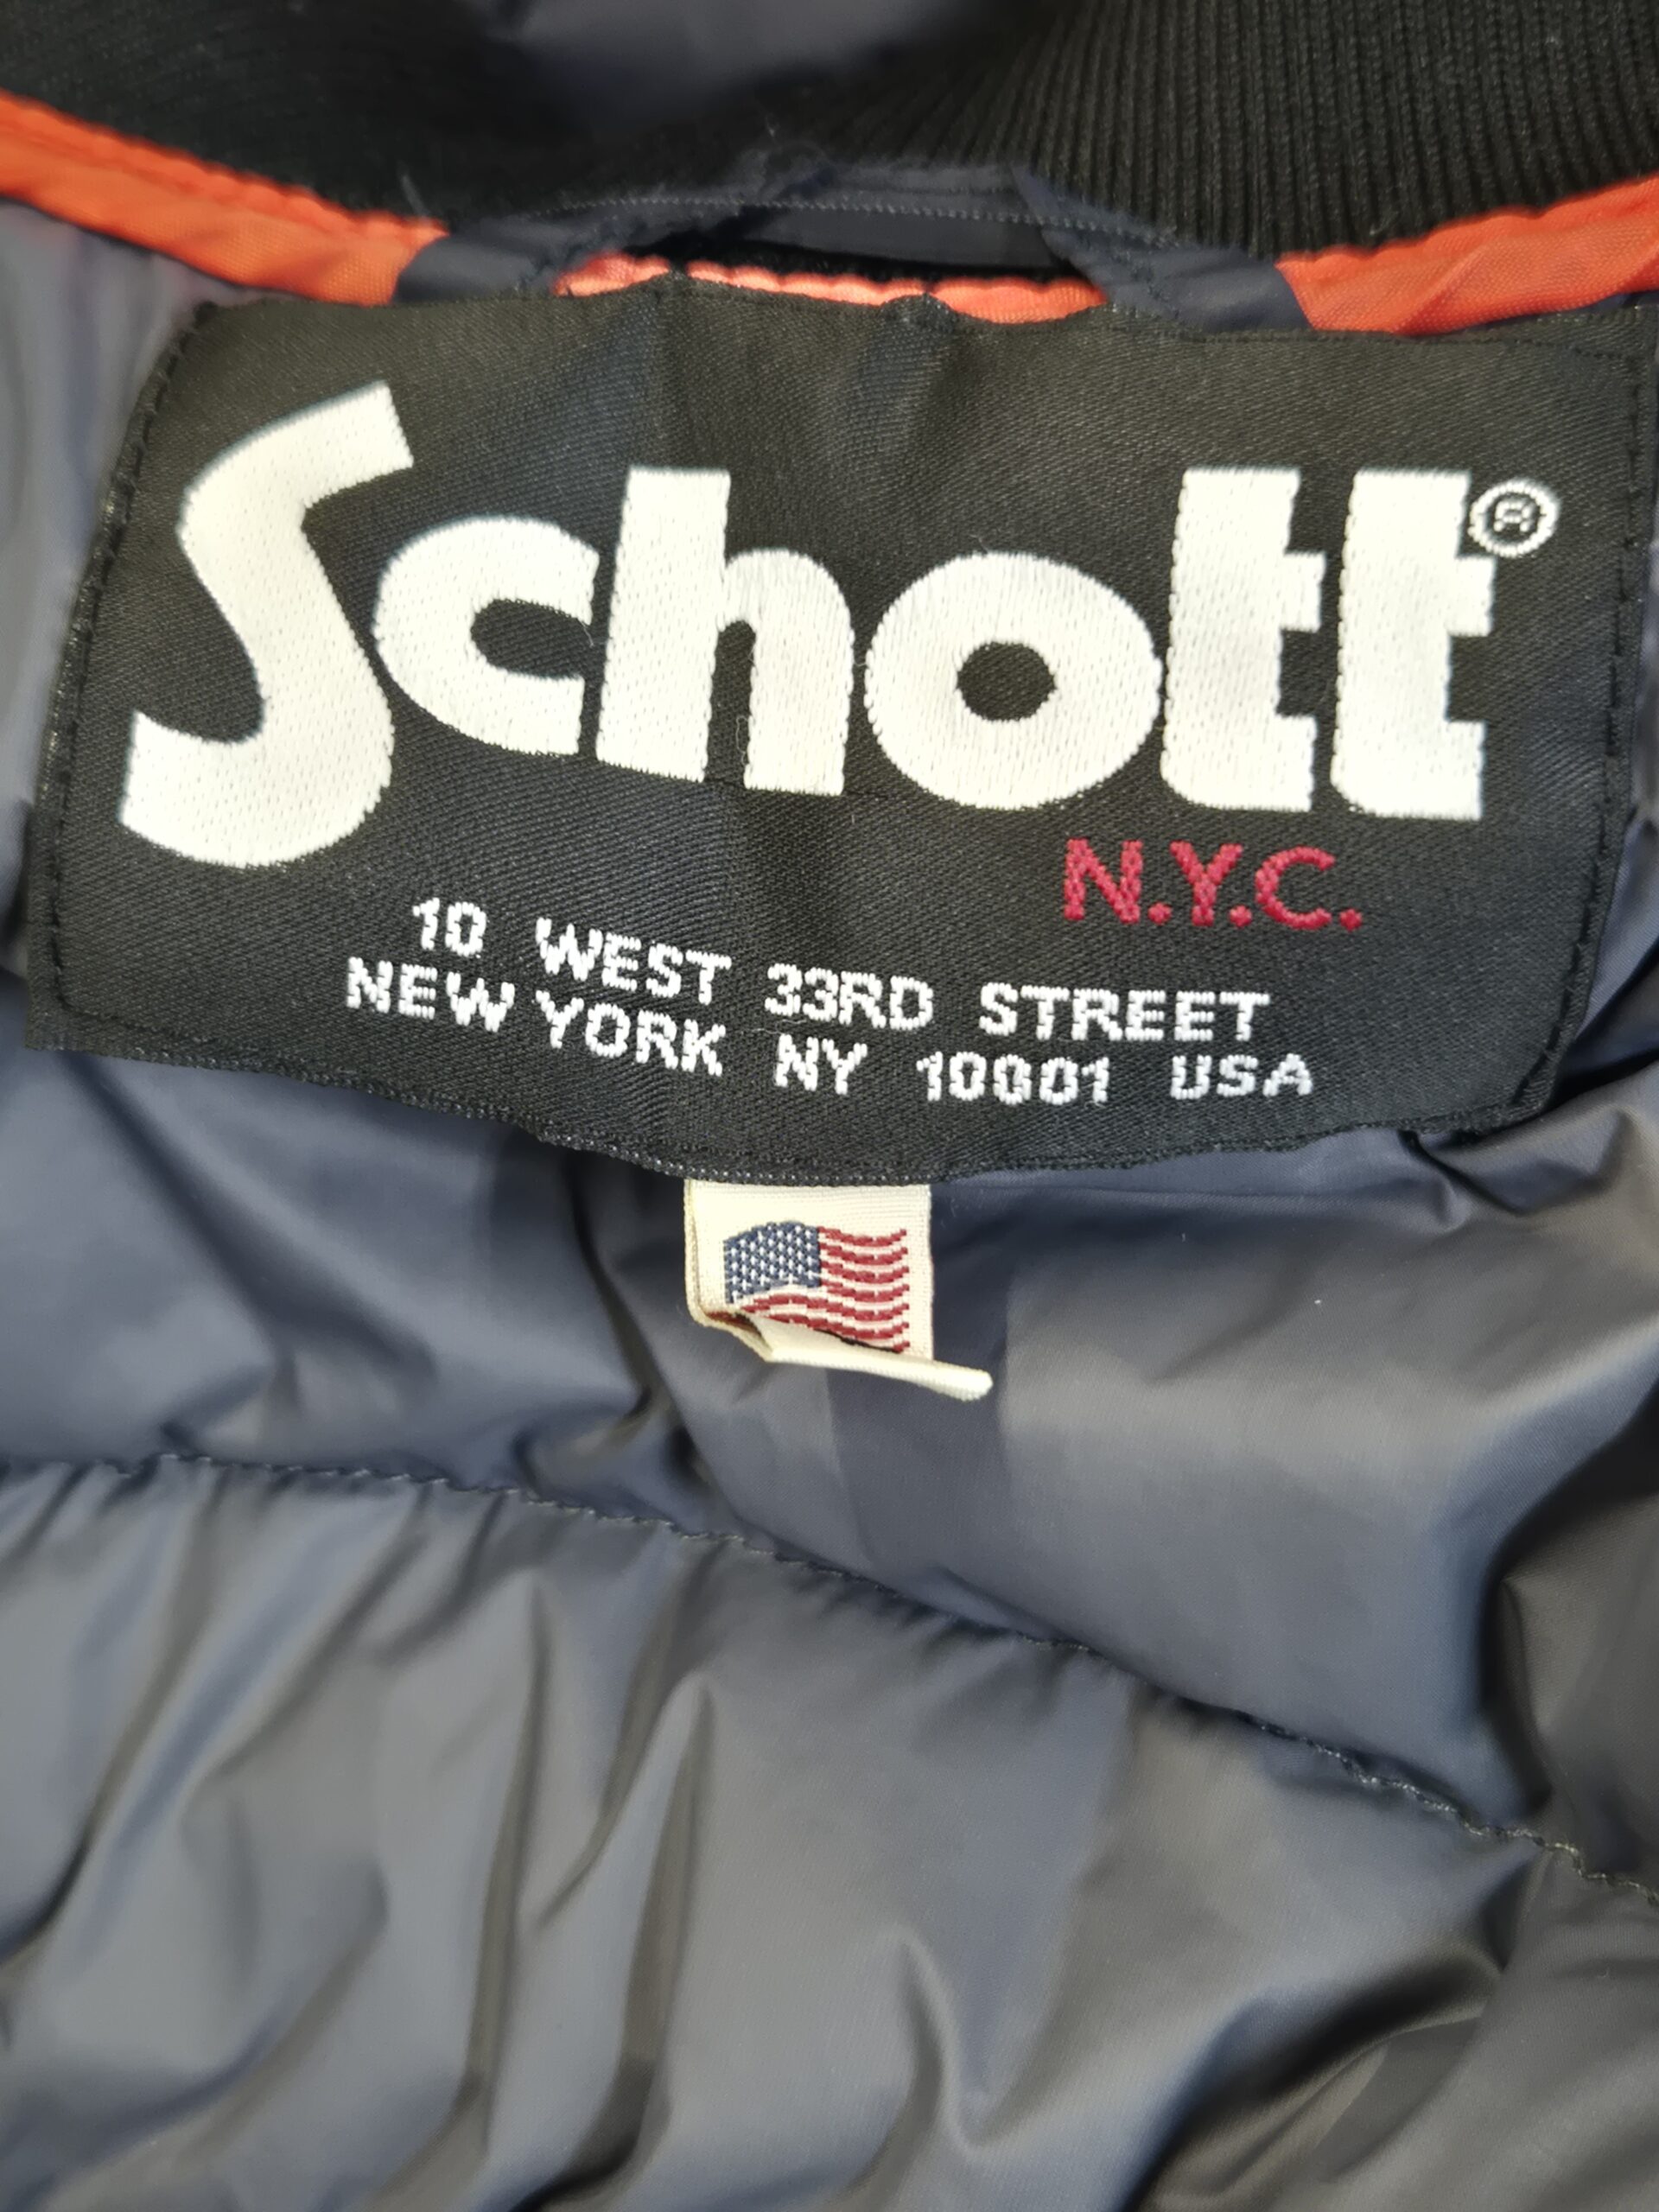 Schott®
N.Y.C.
10 WEST 33RD STREET
NEW YORK NY 10001 USA